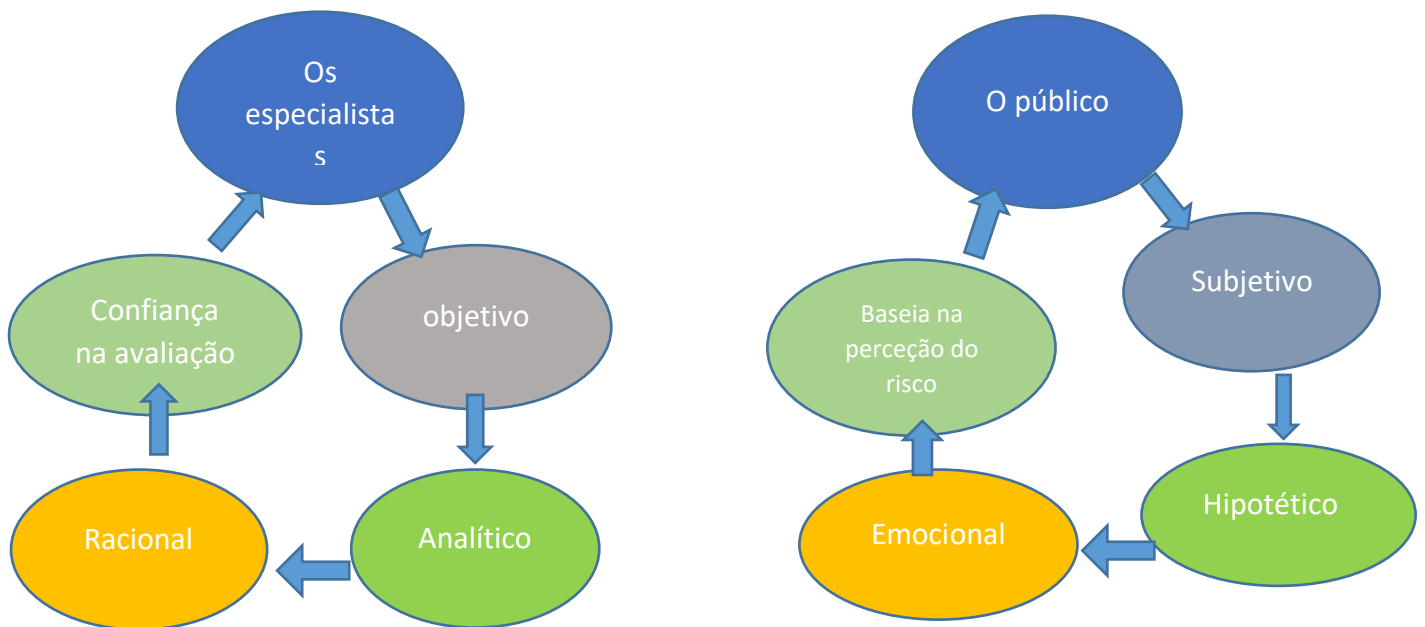 Os
especialista
s
objetivo
Analítico
Racional
Confiança
na avaliação
O público
Subjetivo
Hipotético
Emocional
Baseia na
perceção do
risco